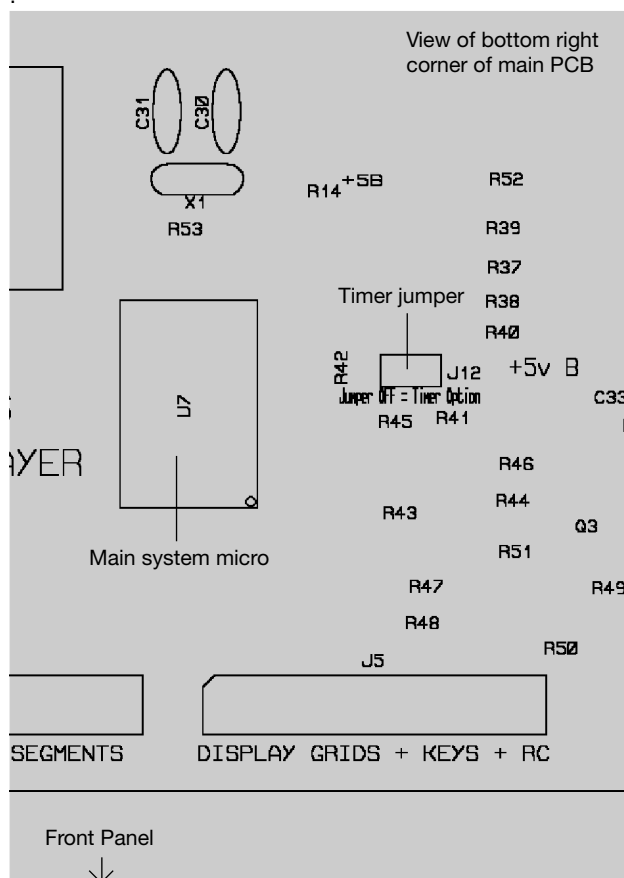 View of bottom right
corner of main PCB
C31
C30
X1
R53
R14
+5B
R52
R39
R37
Timer jumper
R38
R40
R42
J12
+5v B
Jumper OFF = Timer Option
C33
R45
R41
U7
AYER
R46
R44
R43
Q3
Main system micro
R51
R47
R49
R48
R50
J5
SEGMENTS
DISPLAY GRIDS + KEYS + RC
Front Panel